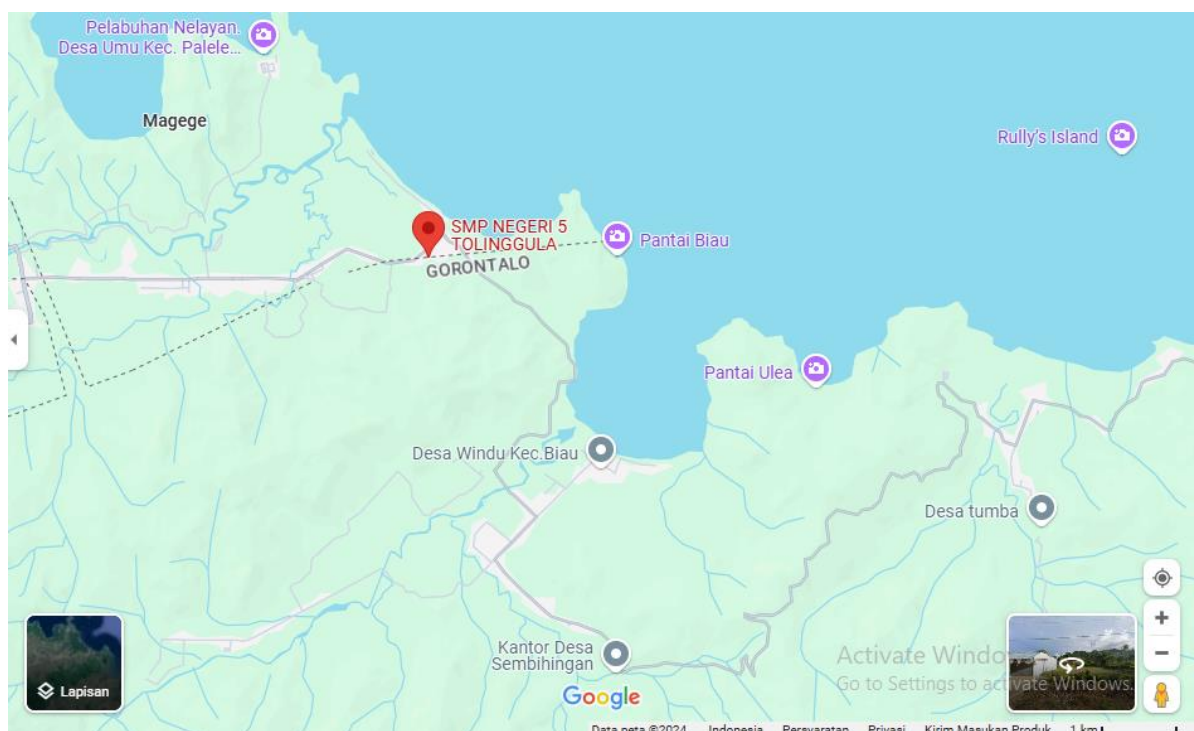 Pelabuhan Nelayan.
Desa Umu Kec. Palele...
Magege
Rully's Island
SMP NEGERI 5
TOLINGGULA
GORONTALO
Pantai Biau
Pantai Ulea
Desa Windu Kec.Biau
Desa tumba
Kantor Desa
Sembihingan
Lapisan
Google
Activate Windows
Go to Settings to activate Windows.
Data peta ©2024 Indonesia Persyaratan Privasi Kirim Masukan Produk 1 km